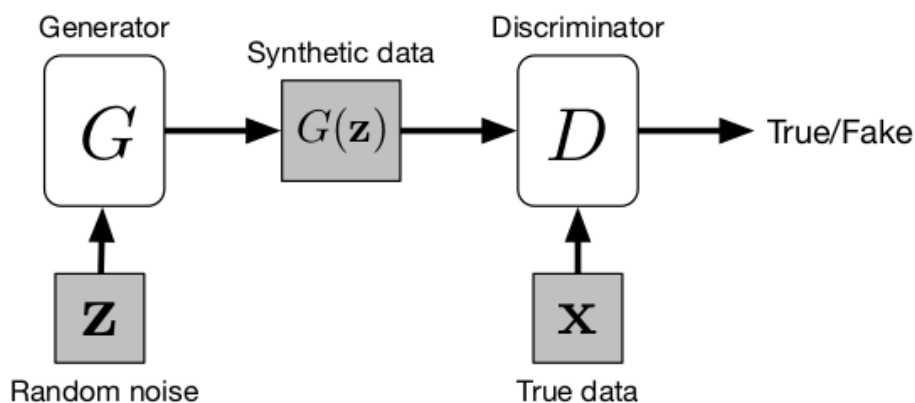 Generator
Discriminator
Synthetic data
G
G(z)
D
True/Fake
z
x
Random noise
True data